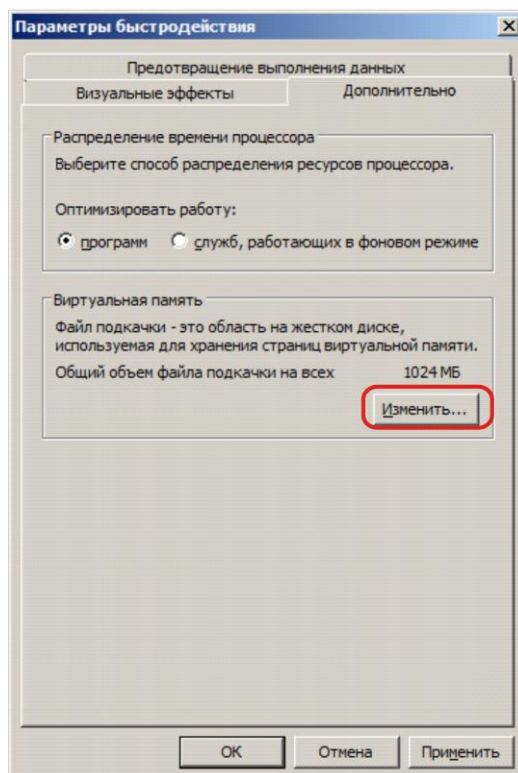 Параметры быстродействия
Предотвращение выполнения данных
Визуальные эффекты
Дополнительно
Распределение времени процессора
Выберите способ распределения ресурсов процессора.
Оптимизировать работу:
программ
служб, работающих в фоновом режиме
Виртуальная память
Файл подкачки - это область на жестком диске,
используемая для хранения страниц виртуальной памяти.
Общий объем файла подкачки на всех 1024 МБ
Изменить...
ОК
Отмена
Применить